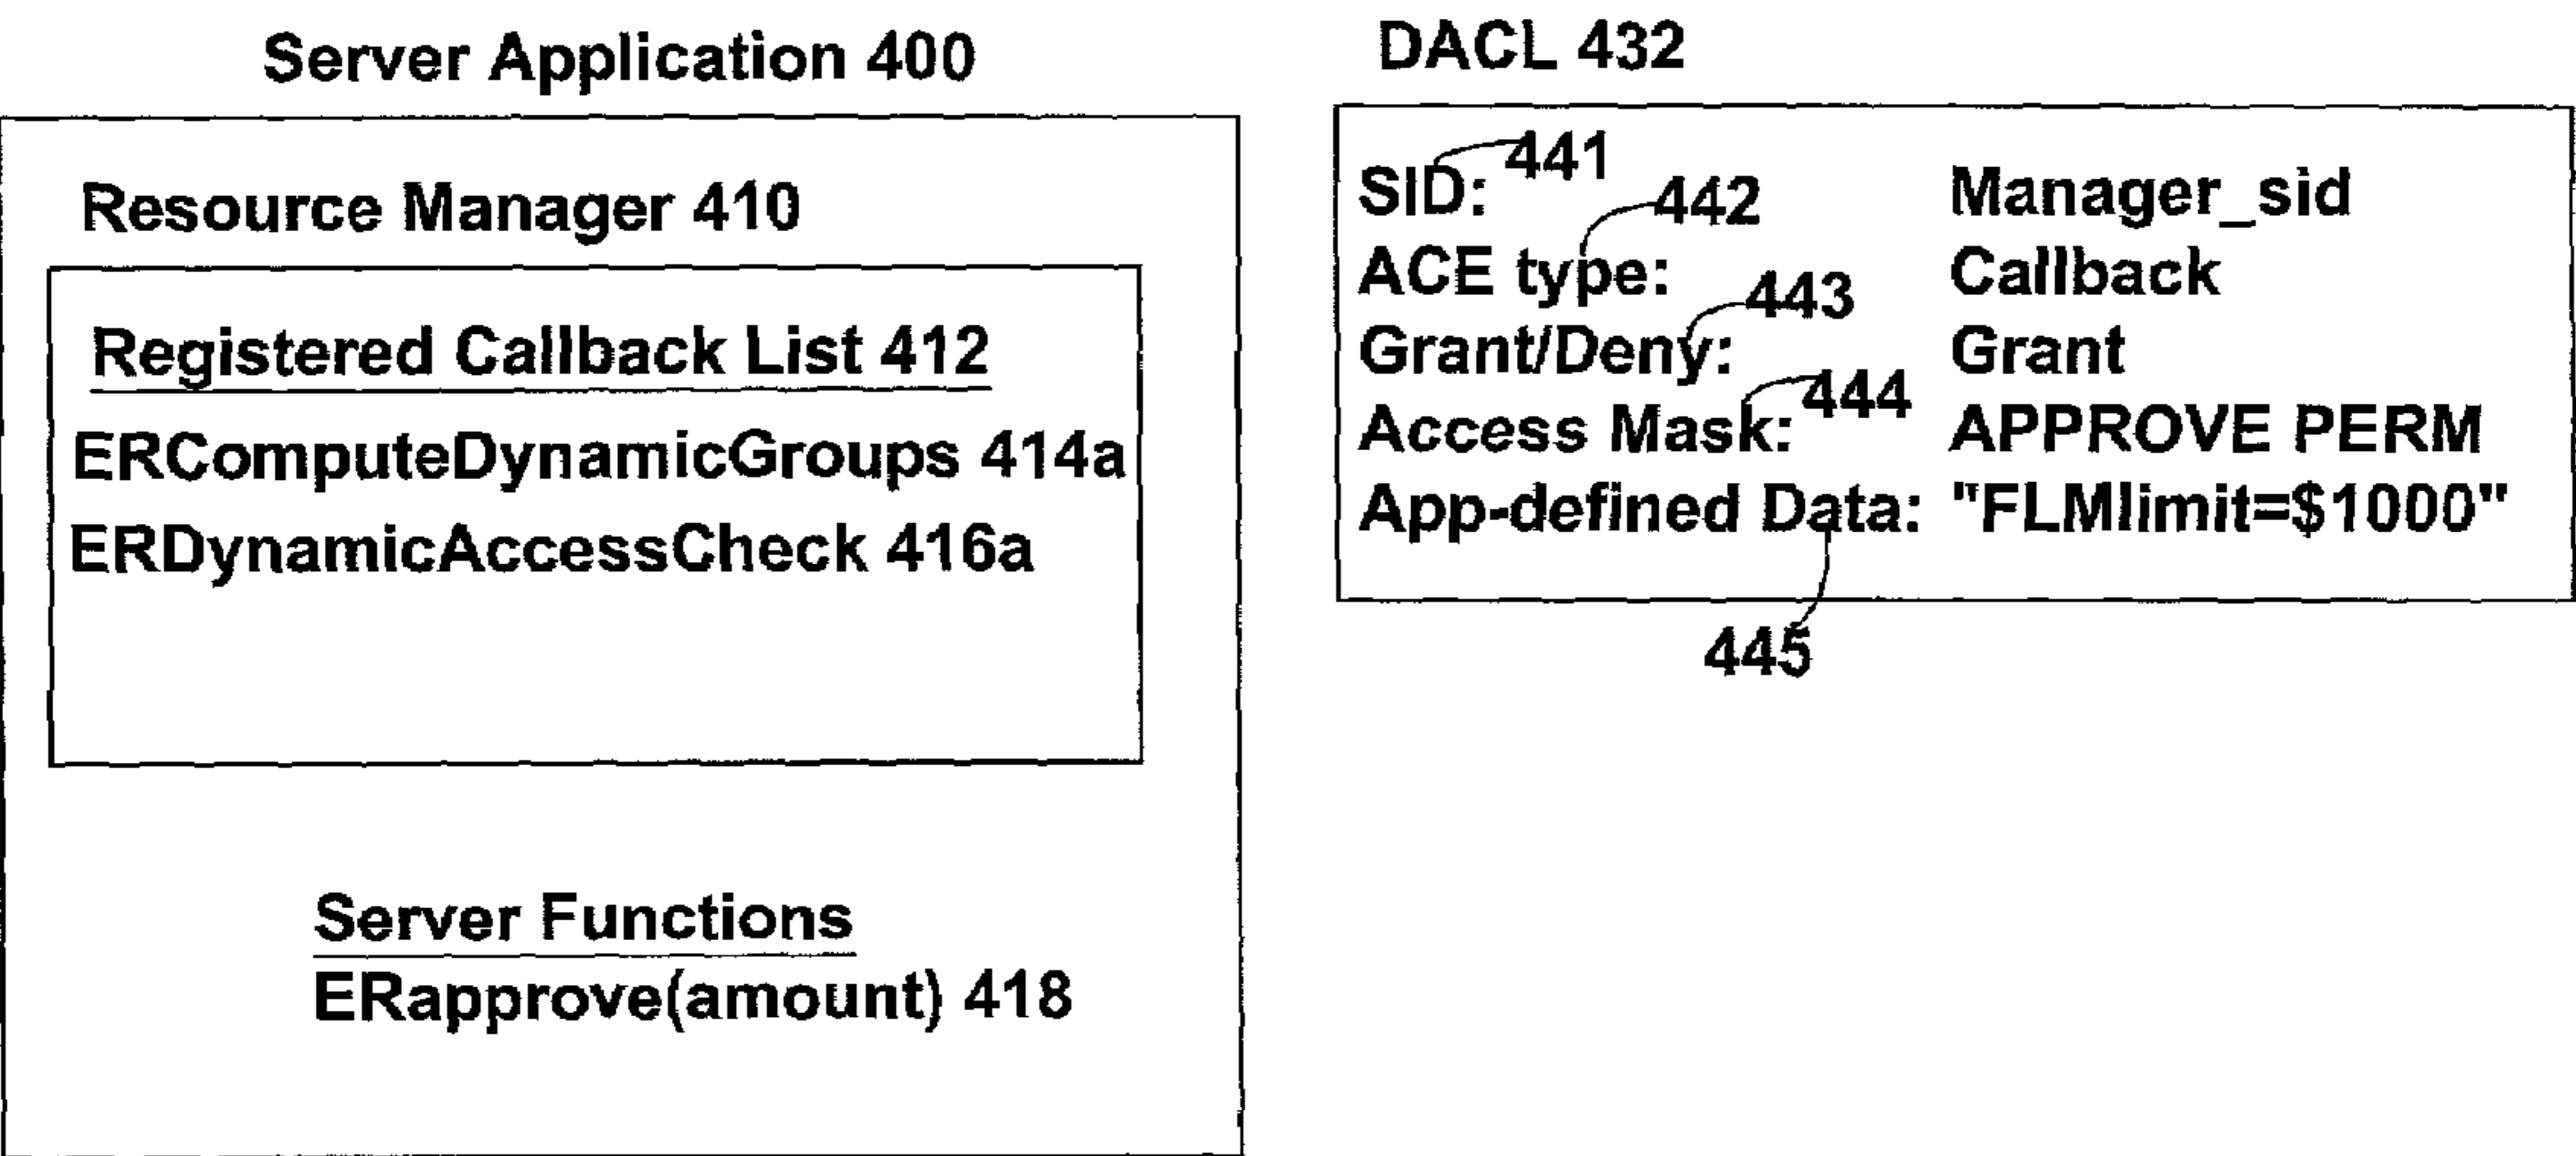 Server Application 400
Resource Manager 410
Registered Callback List 412
ERComputeDynamicGroups 414a
ERDynamicAccessCheck 416a
Server Functions
ERapprove(amount) 418
DACL 432
SID: 441 Manager_sid
ACE type: 442 Callback
Grant/Deny: 443 Grant
Access Mask: 444 APPROVE PERM
App-defined Data: "FLMlimit=$1000"
445